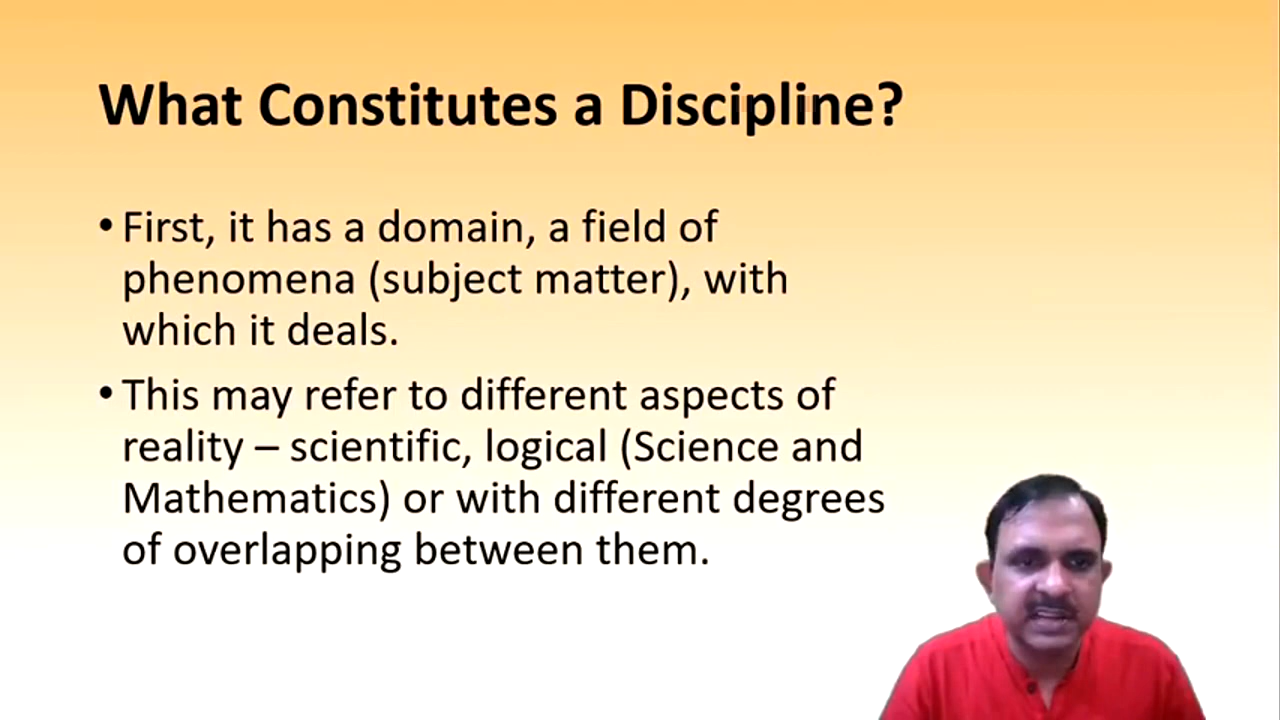 What Constitutes a Discipline?
• First, it has a domain, a field of
phenomena (subject matter), with
which it deals.
• This may refer to different aspects of
reality – scientific, logical (Science and
Mathematics) or with different degrees
of overlapping between them.